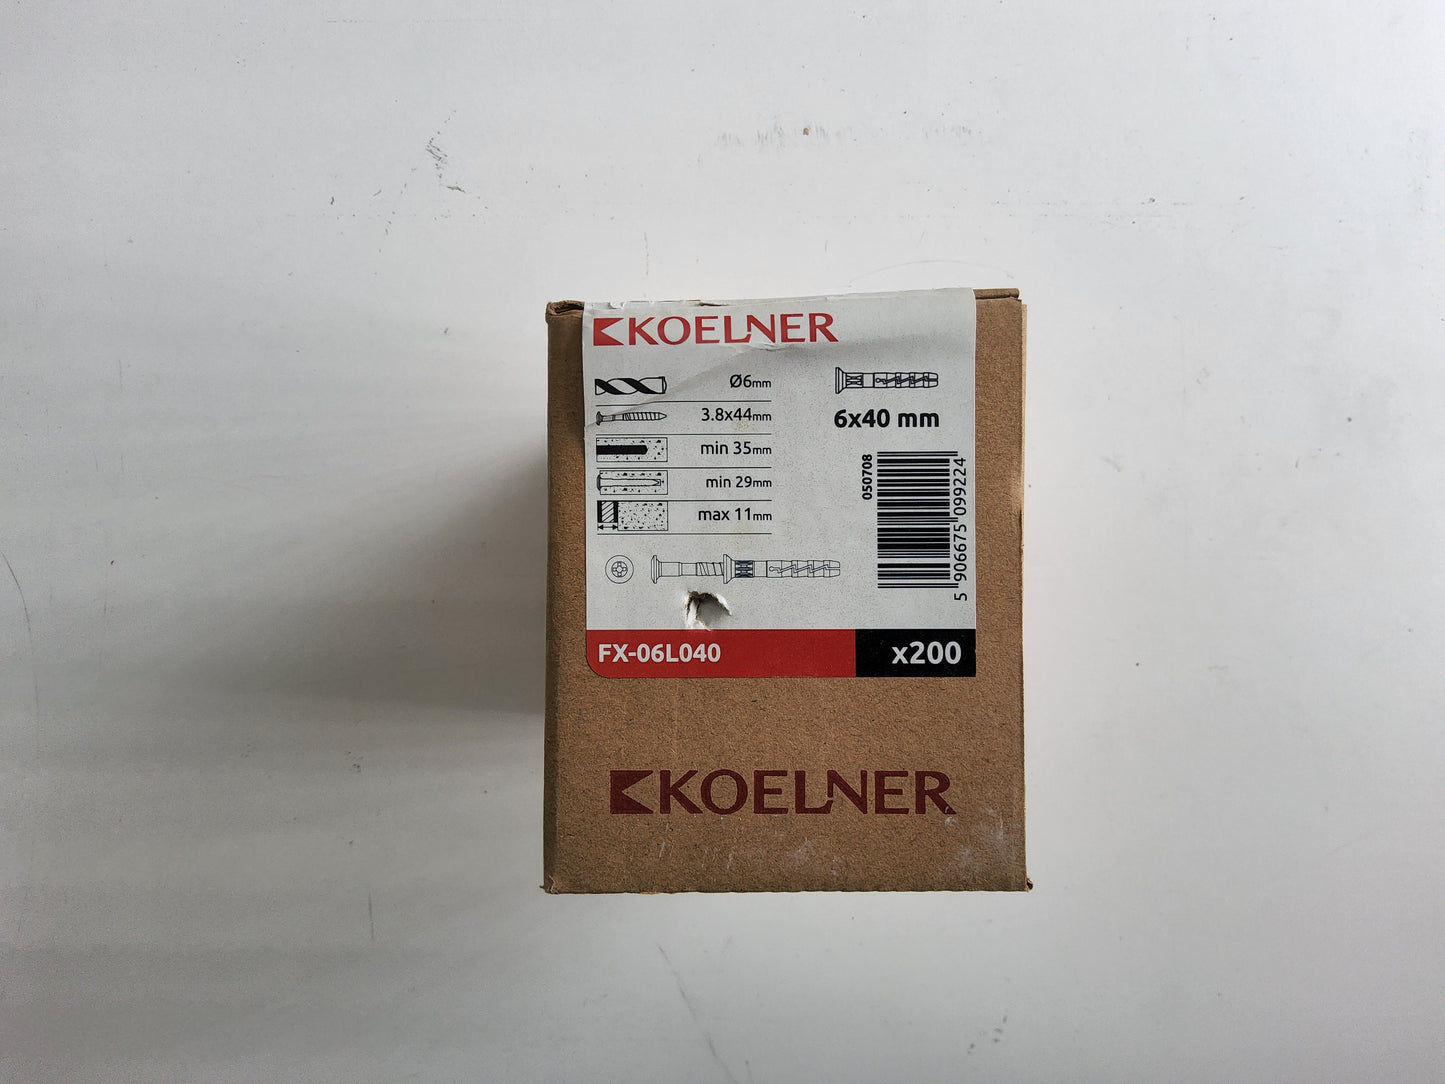 KOELNER
Ø6mm
3.8x44mm
min 35mm
min 29mm
max 11mm
6x40 mm
050708
5 906675 099224
FX-06L040
x200
KOELNER